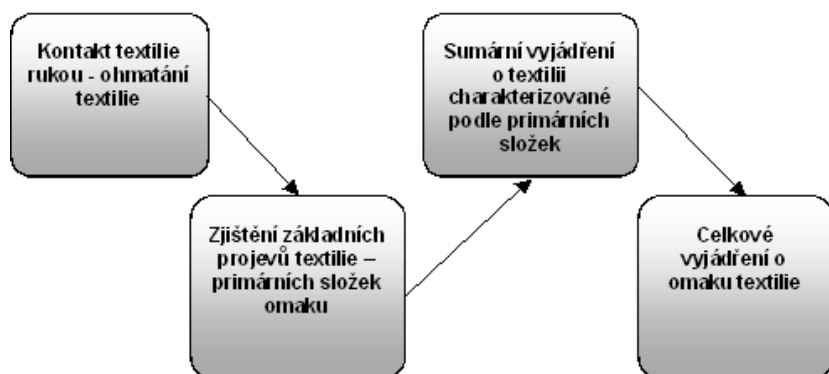 Kontakt textilie
rukou - ohmatání
textilie
Zjištění základních
projevů textilie –
primárních složek
omaku
Sumární vyjádření
o textilii
charakterizované
podle primárních
složek
Celkové
vyjádření o
omaku textilie